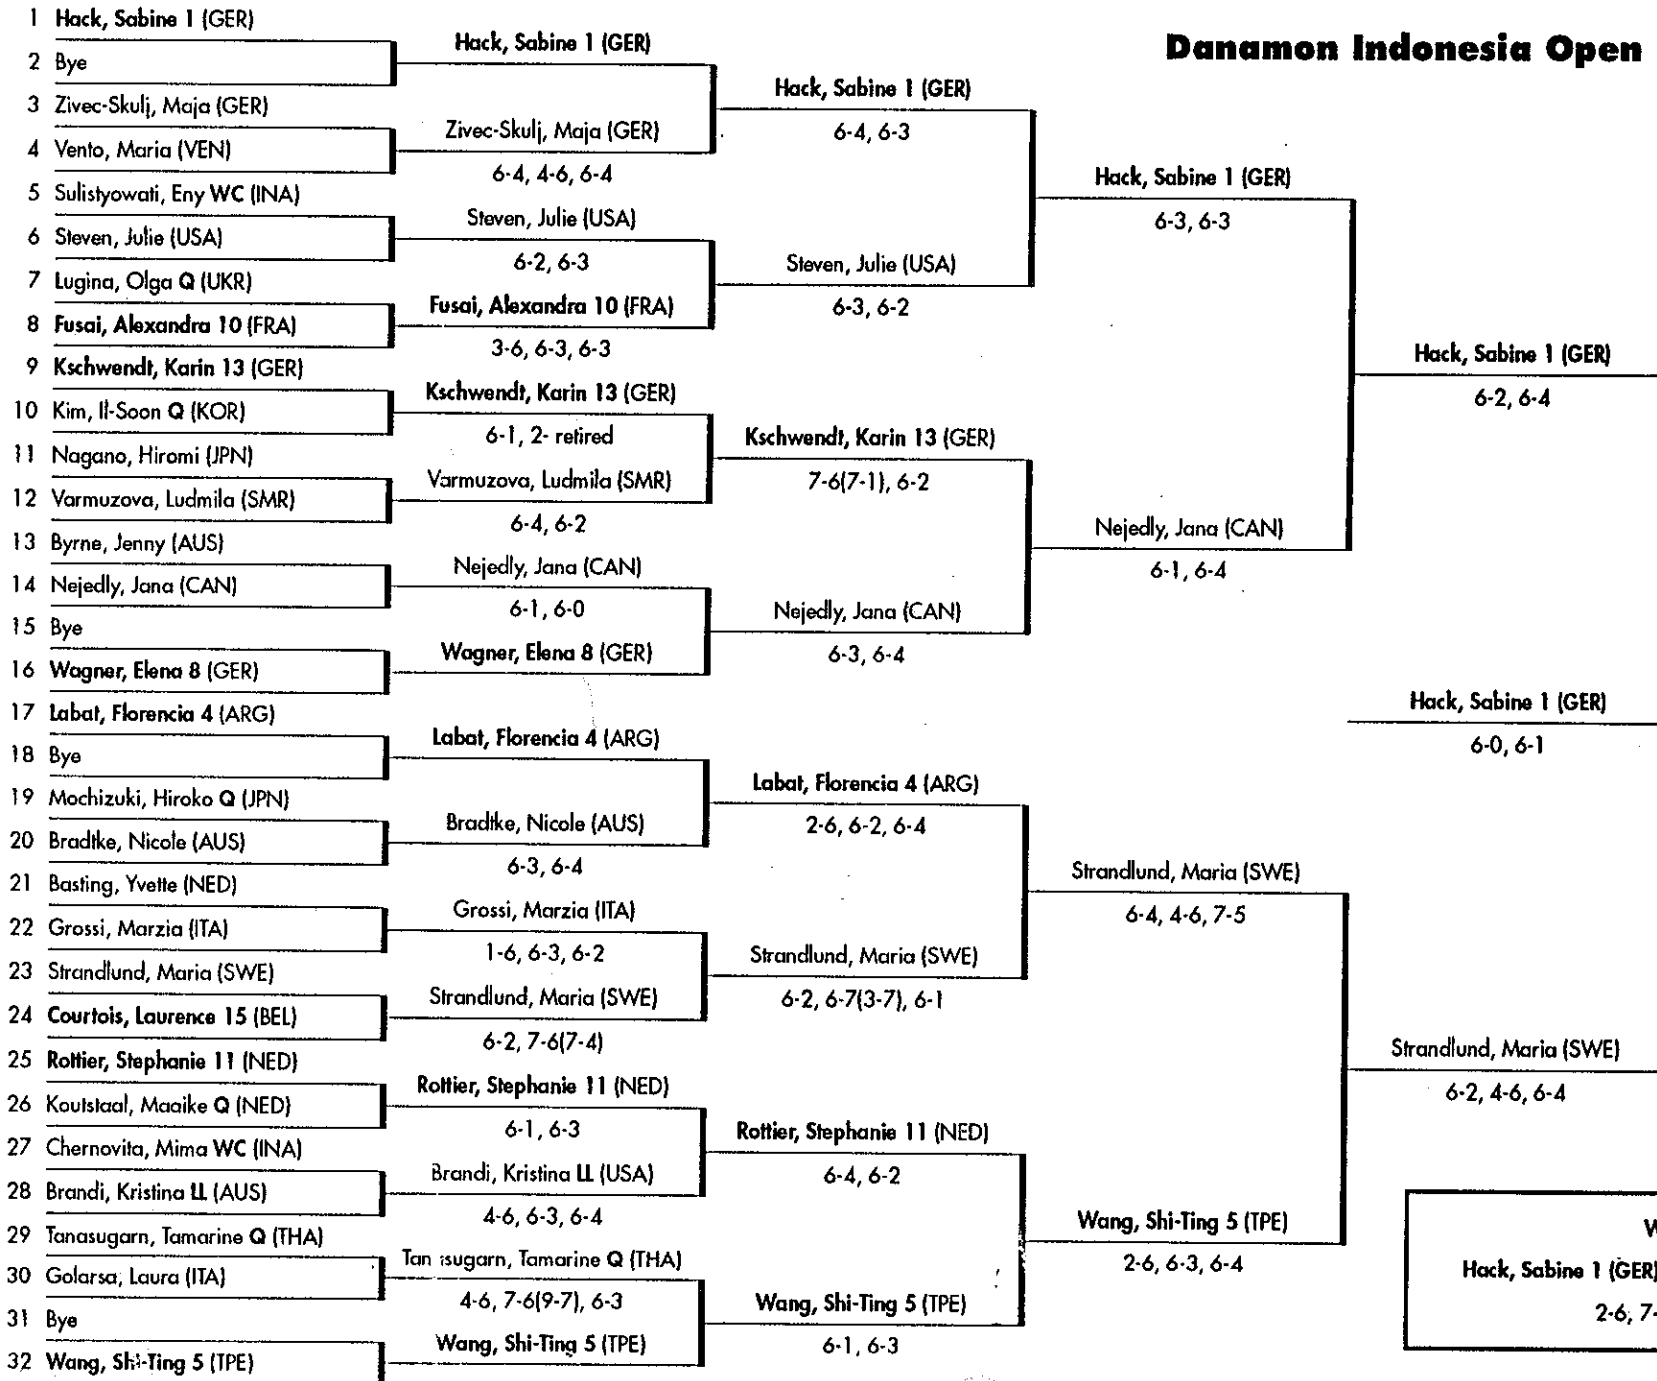 Danamon Indonesia Open
1 Hack, Sabine 1 (GER)
2 Bye
3 Zivec-Skulj, Maja (GER)
4 Vento, Maria (VEN)
5 Sulistyowati, Eny WC (INA)
6 Steven, Julie (USA)
7 Lugina, Olga Q (UKR)
8 Fusai, Alexandra 10 (FRA)
9 Kschwendt, Karin 13 (GER)
10 Kim, Il-Soon Q (KOR)
11 Nagano, Hiromi (JPN)
12 Varmuzova, Ludmila (SMR)
13 Byrne, Jenny (AUS)
14 Nejedly, Jana (CAN)
15 Bye
16 Wagner, Elena 8 (GER)
17 Labat, Florencia 4 (ARG)
18 Bye
19 Mochizuki, Hiroko Q (JPN)
20 Bradtke, Nicole (AUS)
21 Basting, Yvette (NED)
22 Grossi, Marzia (ITA)
23 Strandlund, Maria (SWE)
24 Courtois, Laurence 15 (BEL)
25 Rottier, Stephanie 11 (NED)
26 Koutstaal, Maaike Q (NED)
27 Chernovita, Mima WC (INA)
28 Brandi, Kristina LL (AUS)
29 Tanasugarn, Tamarine Q (THA)
30 Golarsa, Laura (ITA)
31 Bye
32 Wang, Shi-Ting 5 (TPE)
Hack, Sabine 1 (GER)
Zivec-Skulj, Maja (GER)
6-4, 4-6, 6-4
Steven, Julie (USA)
6-2, 6-3
Fusai, Alexandra 10 (FRA)
3-6, 6-3, 6-3
Kschwendt, Karin 13 (GER)
6-1, 2- retired
Varmuzova, Ludmila (SMR)
6-4, 6-2
Nejedly, Jana (CAN)
6-1, 6-0
Wagner, Elena 8 (GER)
Labat, Florencia 4 (ARG)
Bradtke, Nicole (AUS)
6-3, 6-4
Grossi, Marzia (ITA)
1-6, 6-3, 6-2
Strandlund, Maria (SWE)
6-2, 7-6(7-4)
Rottier, Stephanie 11 (NED)
6-1, 6-3
Brandi, Kristina LL (USA)
4-6, 6-3, 6-4
Tan sugarn, Tamarine Q (THA)
4-6, 7-6(9-7), 6-3
Wang, Shi-Ting 5 (TPE)
Hack, Sabine 1 (GER)
6-4, 6-3
Steven, Julie (USA)
6-3, 6-2
Kschwendt, Karin 13 (GER)
7-6(7-1), 6-2
Nejedly, Jana (CAN)
6-3, 6-4
Labat, Florencia 4 (ARG)
2-6, 6-2, 6-4
Strandlund, Maria (SWE)
6-2, 6-7(3-7), 6-1
Rottier, Stephanie 11 (NED)
6-4, 6-2
Wang, Shi-Ting 5 (TPE)
6-1, 6-3
Hack, Sabine 1 (GER)
6-3, 6-3
Nejedly, Jana (CAN)
6-1, 6-4
Strandlund, Maria (SWE)
6-4, 4-6, 7-5
Wang, Shi-Ting 5 (TPE)
2-6, 6-3, 6-4
Hack, Sabine 1 (GER)
6-2, 6-4
Hack, Sabine 1 (GER)
6-0, 6-1
Strandlund, Maria (SWE)
6-2, 4-6, 6-4
W
Hack, Sabine 1 (GER)
2-6, 7-